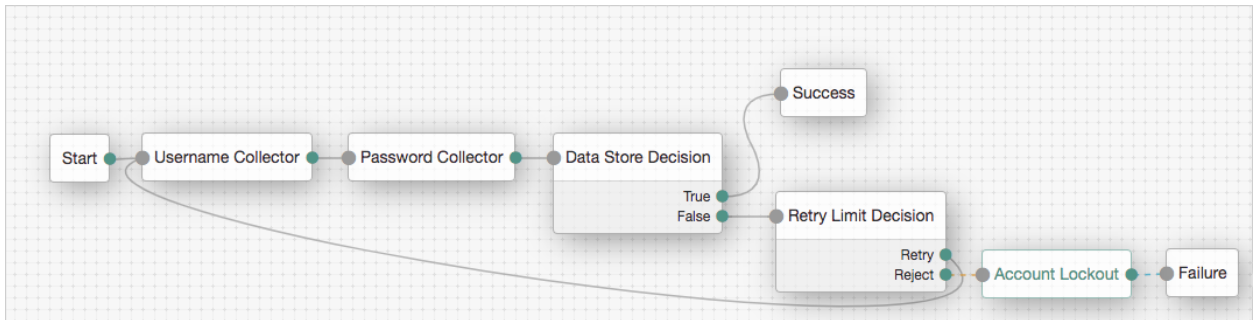 Start
Username Collector
Password Collector
Data Store Decision
True
False
Success
Retry Limit Decision
Retry
Reject
Account Lockout
Failure